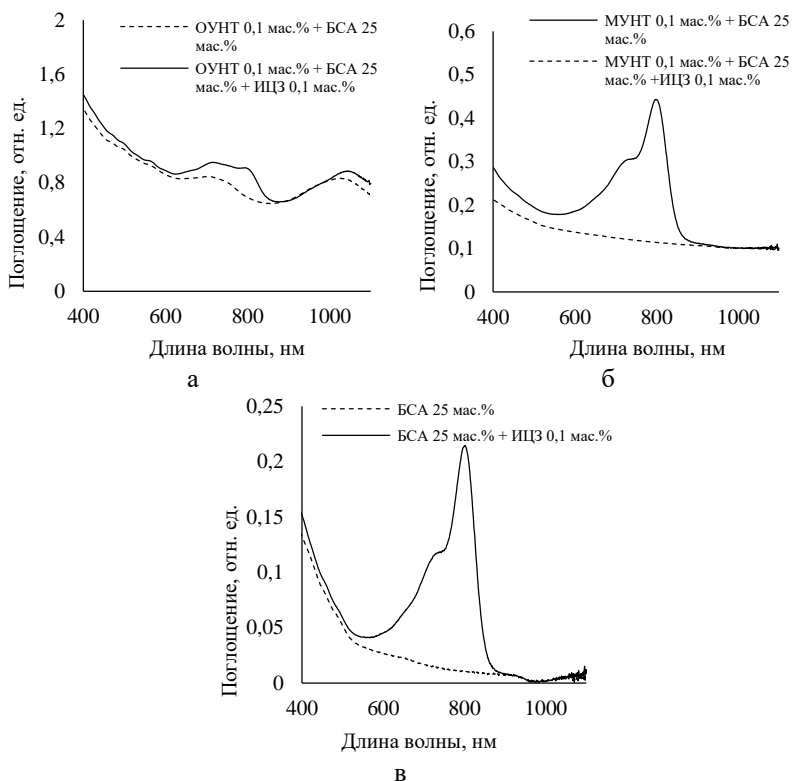 ОУНТ 0,1 мас.% + БСА 25
мас.%
ОУНТ 0,1 мас.% + БСА 25
мас.% + ИЦЗ 0,1 мас.%
Поглощение, отн. ед.
2
1,6
1,2
0,8
0,4
0
400 600 800 1000
Длина волны, нм
а
МУНТ 0,1 мас.% + БСА 25
мас.%
МУНТ 0,1 мас.% + БСА 25
мас.% +ИЦЗ 0,1 мас.%
Поглощение, отн. ед.
0,6
0,5
0,4
0,3
0,2
0,1
0
400 600 800 1000
Длина волны, нм
б
БСА 25 мас.%
БСА 25 мас.% + ИЦЗ 0,1 мас.%
Поглощение, отн. ед.
0,25
0,2
0,15
0,1
0,05
0
400 600 800 1000
Длина волны, нм
в